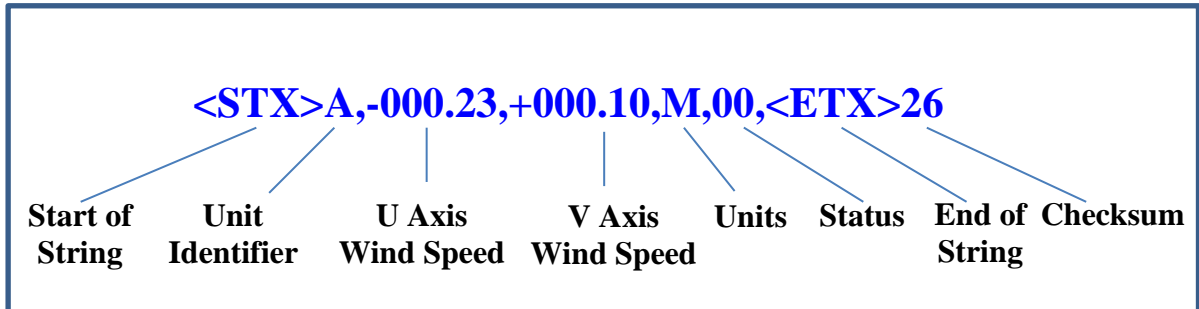 <STX>A,-000.23,+000.10,M,00,<ETX>26
Start of String
Unit Identifier
U Axis Wind Speed
V Axis Wind Speed
Units
Status
End of String
Checksum